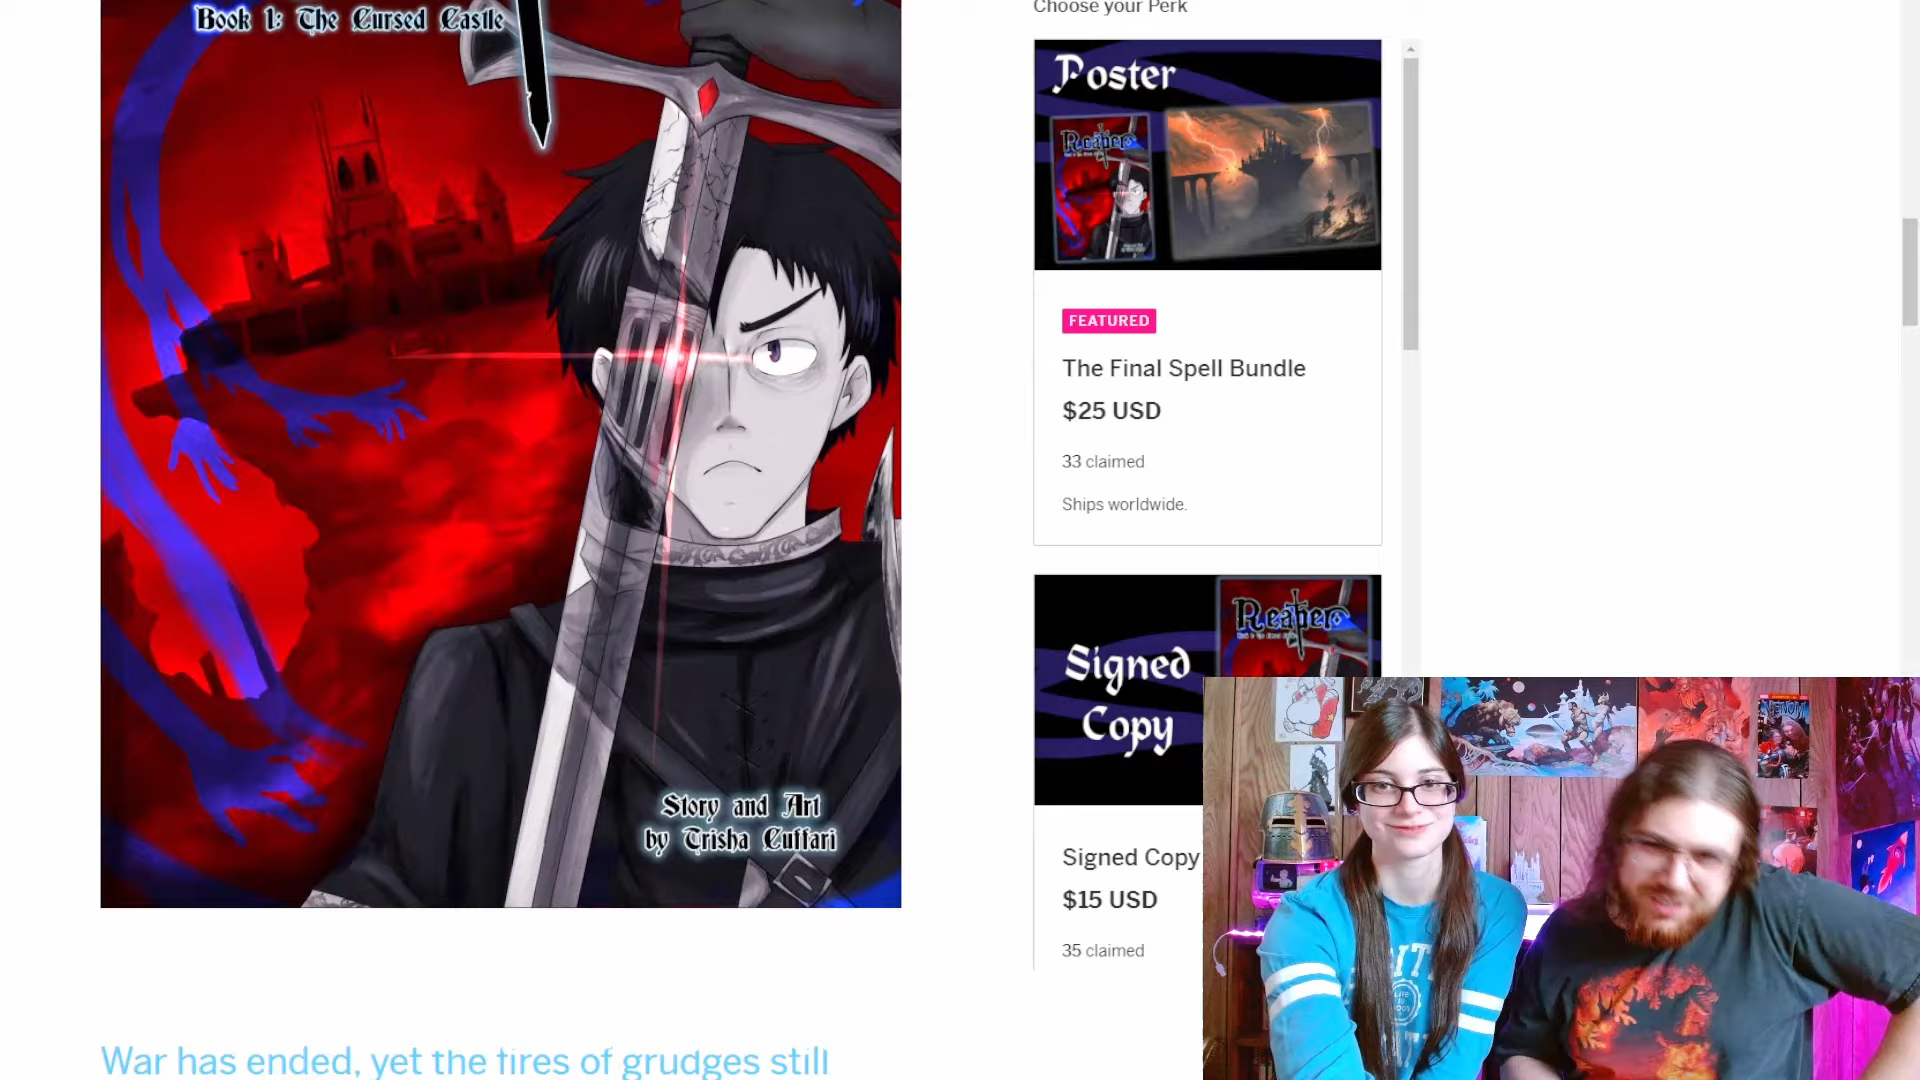 Book 1: The Cursed Castle
Story and Art
by Trisha Cuffari
War has ended, yet the fires of grudges still
Choose your Perk
Poster
Reaper
FEATURED
The Final Spell Bundle
$25 USD
33 claimed
Ships worldwide.
Reaper
Signed
Copy
Signed Copy
$15 USD
35 claimed
VENOM